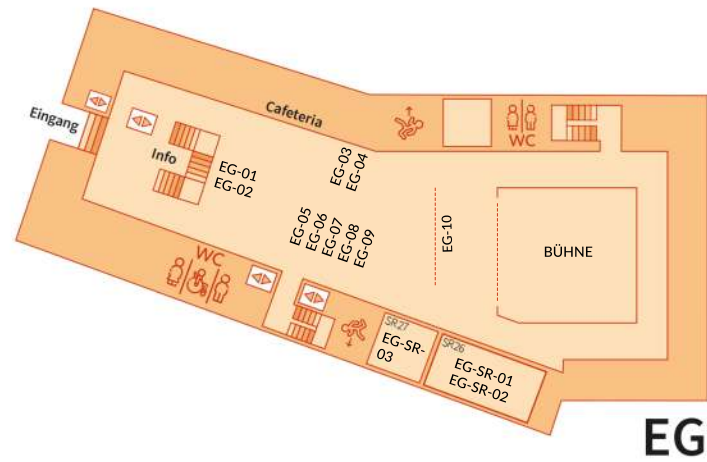 Eingang
Cafeteria
WC
Info
EG-01
EG-02
EG-03
EG-04
EG-05
EG-06
EG-07
EG-08
EG-09
EG-10
BÜHNE
WC
SR27
EG-SR-
03
SR26
EG-SR-01
EG-SR-02
EG